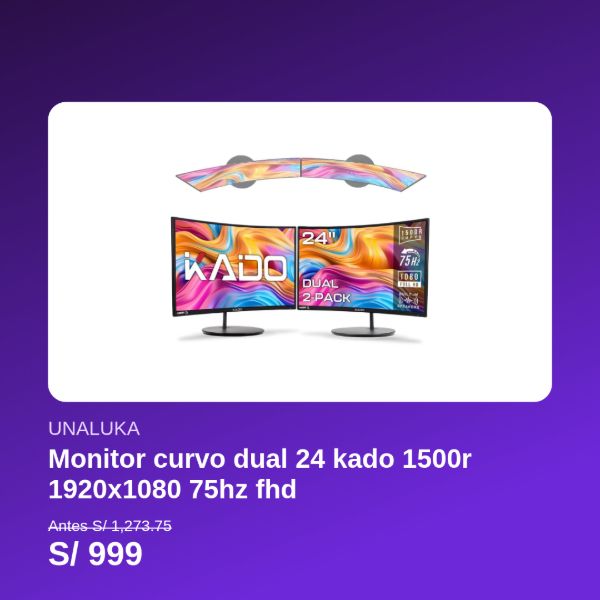 KADO
24"
DUAL
2-PACK
1500R
75Hz
1080
FULL HD
SPEAKERS
UNALUKA
Monitor curvo dual 24 kado 1500r
1920x1080 75hz fhd
Antes S/ 1,273.75
S/ 999